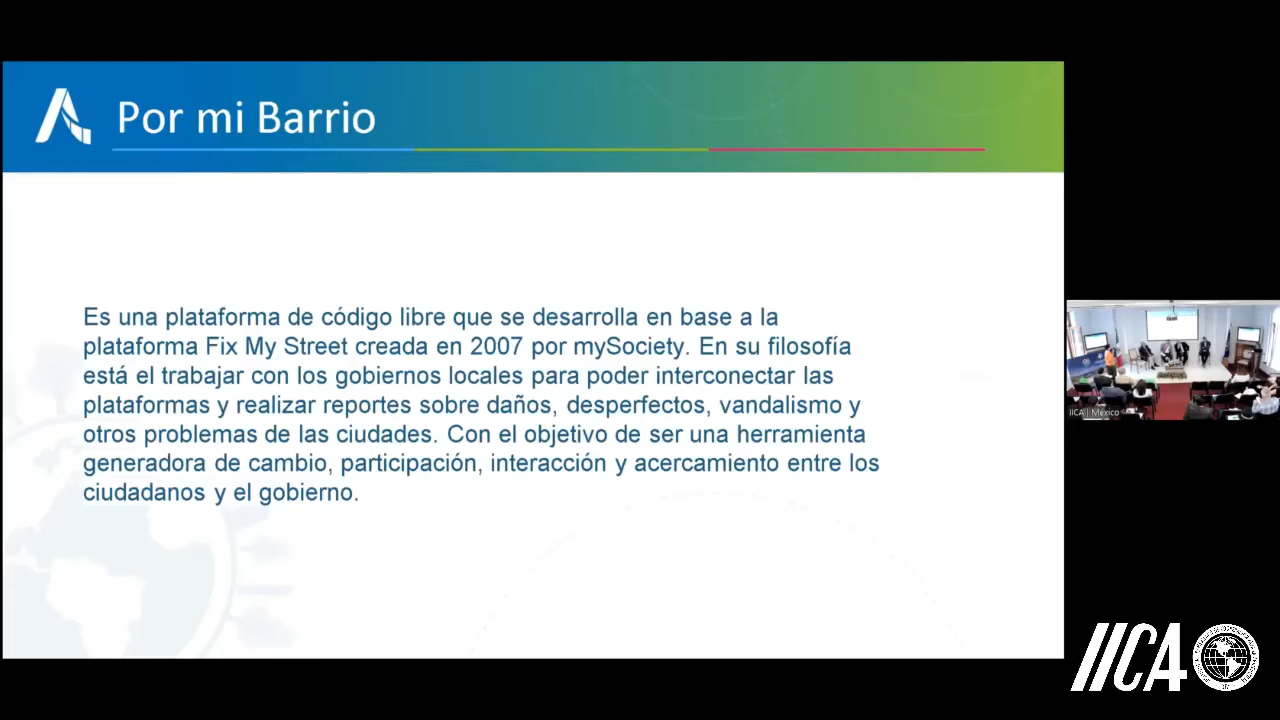 Por mi Barrio
Es una plataforma de código libre que se desarrolla en base a la
plataforma Fix My Street creada en 2007 por mySociety. En su filosofía
está el trabajar con los gobiernos locales para poder interconectar las
plataformas y realizar reportes sobre daños, desperfectos, vandalismo y
otros problemas de las ciudades. Con el objetivo de ser una herramienta
generadora de cambio, participación, interacción y acercamiento entre los
ciudadanos y el gobierno.
IICA | México
IICA